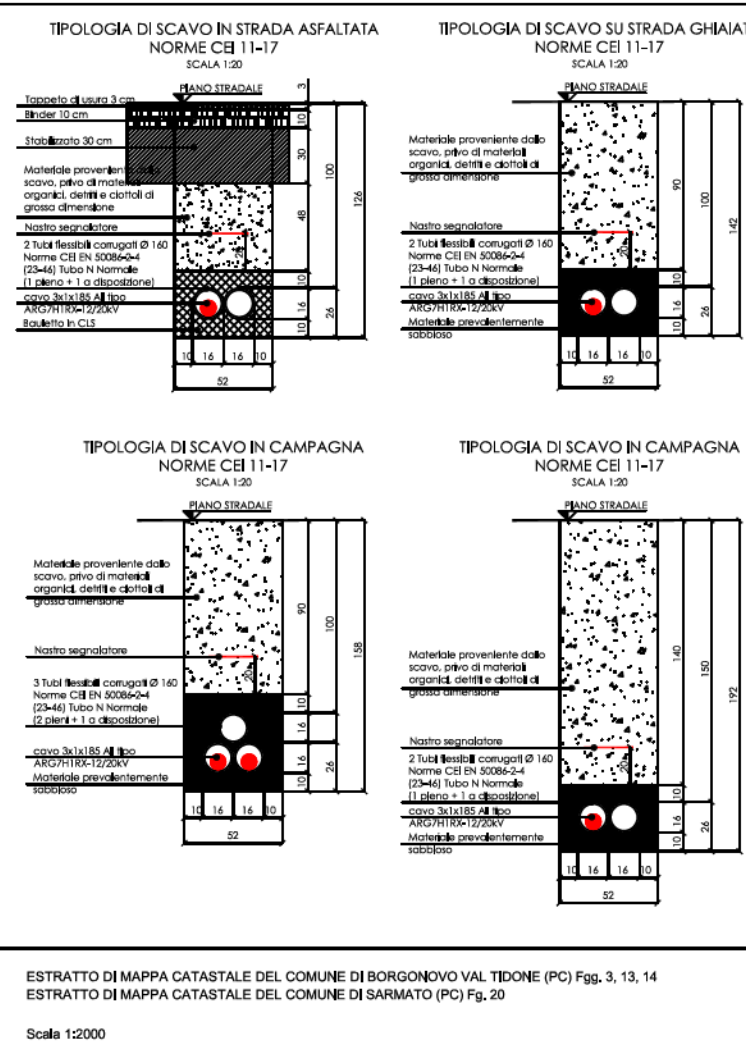 TIPOLOGIA DI SCAVO IN STRADA ASFALTATA
NORME CEI 11-17
SCALA 1:20
PIANO STRADALE
Tappeto di usura 3 cm
Binder 10 cm
Stabilizzato 30 cm
Materiale proveniente dallo
scavo, privo di materiali
organici, detriti e ciottoli di
grossa dimensione
Nastro segnalatore
2 Tubi flessibili corrugati Ø 160
Norme CEI EN 50086-2-4
(23-46) Tubo N Normale
(1 pieno + 1 a disposizione)
cavo 3x1x185 Al tipo
ARG7H1RX-12/20kV
Bauletto in CLS
3
10
30
48
10
16
10
100
26
126
20
10 16 16 10
52
TIPOLOGIA DI SCAVO SU STRADA GHIAIAT
NORME CEI 11-17
SCALA 1:20
PIANO STRADALE
Materiale proveniente dallo
scavo, privo di materiali
organici, detriti e ciottoli di
grossa dimensione
Nastro segnalatore
2 Tubi flessibili corrugati Ø 160
Norme CEI EN 50086-2-4
(23-46) Tubo N Normale
(1 pieno + 1 a disposizione)
cavo 3x1x185 Al tipo
ARG7H1RX-12/20kV
Materiale prevalentemente
sabbioso
90
10
16
10
100
26
142
20
10 16 16 10
52
TIPOLOGIA DI SCAVO IN CAMPAGNA
NORME CEI 11-17
SCALA 1:20
PIANO STRADALE
Materiale proveniente dallo
scavo, privo di materiali
organici, detriti e ciottoli di
grossa dimensione
Nastro segnalatore
3 Tubi flessibili corrugati Ø 160
Norme CEI EN 50086-2-4
(23-46) Tubo N Normale
(2 pieni + 1 a disposizione)
cavo 3x1x185 Al tipo
ARG7H1RX-12/20kV
Materiale prevalentemente
sabbioso
90
10
16
16
10
100
26
158
20
10 16 16 10
52
TIPOLOGIA DI SCAVO IN CAMPAGNA
NORME CEI 11-17
SCALA 1:20
PIANO STRADALE
Materiale proveniente dallo
scavo, privo di materiali
organici, detriti e ciottoli di
grossa dimensione
Nastro segnalatore
2 Tubi flessibili corrugati Ø 160
Norme CEI EN 50086-2-4
(23-46) Tubo N Normale
(1 pieno + 1 a disposizione)
cavo 3x1x185 Al tipo
ARG7H1RX-12/20kV
Materiale prevalentemente
sabbioso
140
10
16
10
150
26
192
20
10 16 16 10
52
ESTRATTO DI MAPPA CATASTALE DEL COMUNE DI BORGONOVO VAL TIDONE (PC) Fgg. 3, 13, 14
ESTRATTO DI MAPPA CATASTALE DEL COMUNE DI SARMATO (PC) Fg. 20
Scala 1:2000